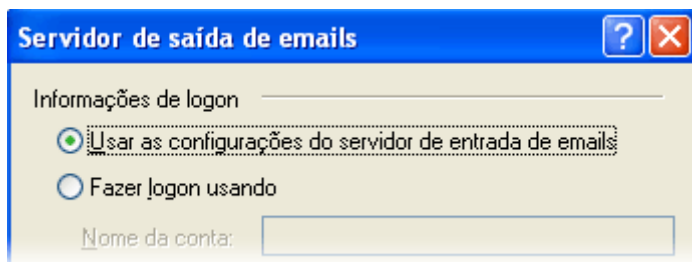 Servidor de saída de emails
Informações de logon
Usar as configurações do servidor de entrada de emails
Fazer logon usando
Nome da conta: